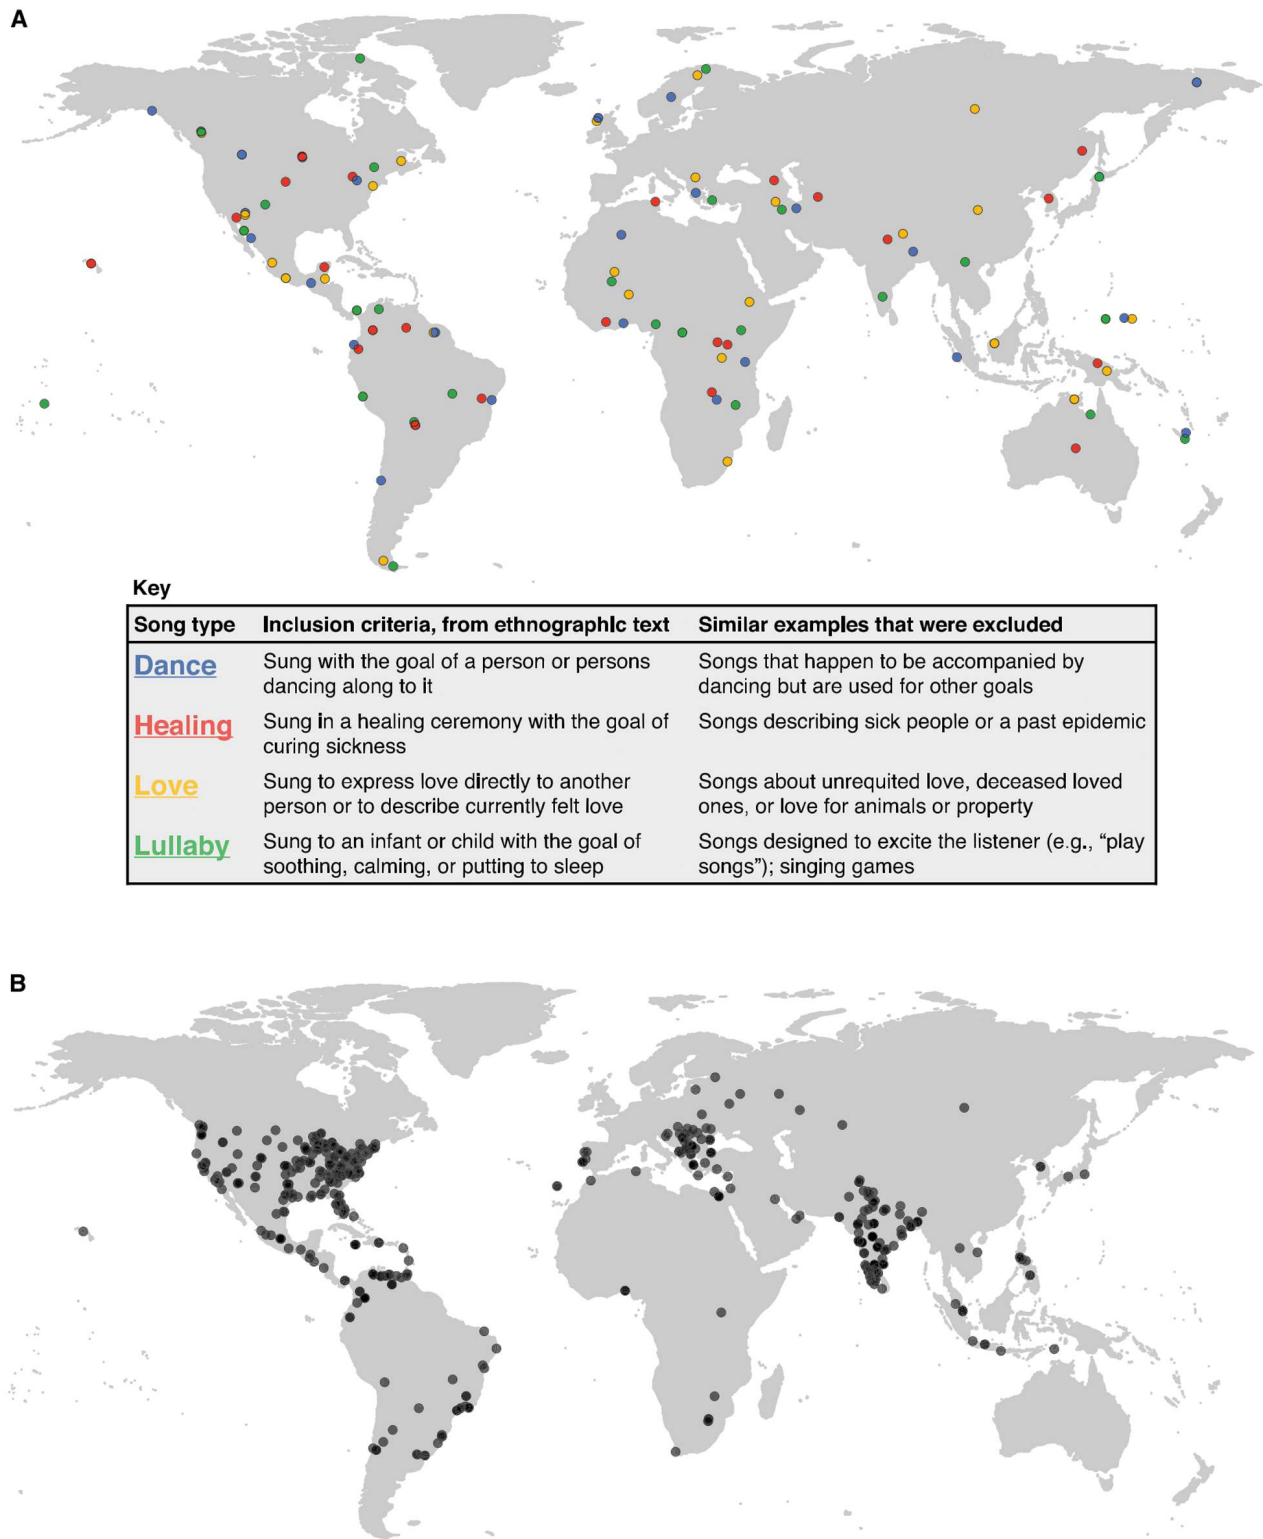 A
Key
Song type Inclusion criteria, from ethnographic text Similar examples that were excluded
Dance Sung with the goal of a person or persons Songs that happen to be accompanied by
dancing along to it dancing but are used for other goals
Healing Sung in a healing ceremony with the goal of Songs describing sick people or a past epidemic
curing sickness
Love Sung to express love directly to another Songs about unrequited love, deceased loved
person or to describe currently felt love ones, or love for animals or property
Lullaby Sung to an infant or child with the goal of Songs designed to excite the listener (e.g., “play
soothing, calming, or putting to sleep songs”); singing games
B